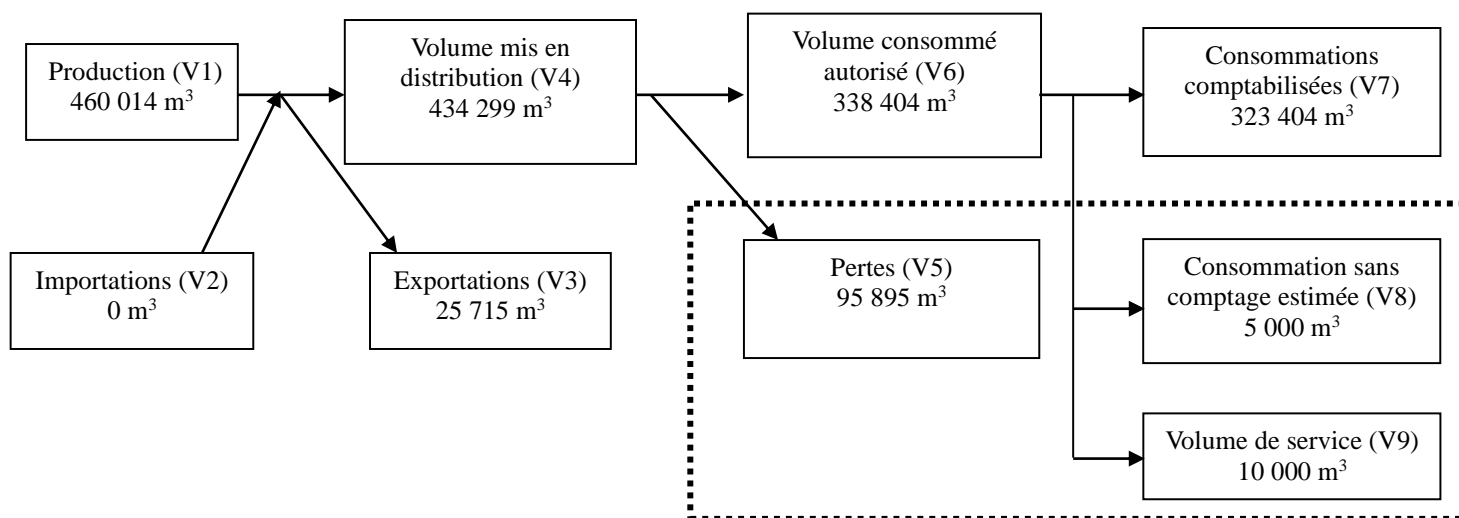 Production (V1)
460 014 m³
Volume mis en
distribution (V4)
434 299 m³
Volume consommé
autorisé (V6)
338 404 m³
Consommations
comptabilisées (V7)
323 404 m³
Importations (V2)
0 m³
Exportations (V3)
25 715 m³
Pertes (V5)
95 895 m³
Consommation sans
comptage estimée (V8)
5 000 m³
Volume de service (V9)
10 000 m³